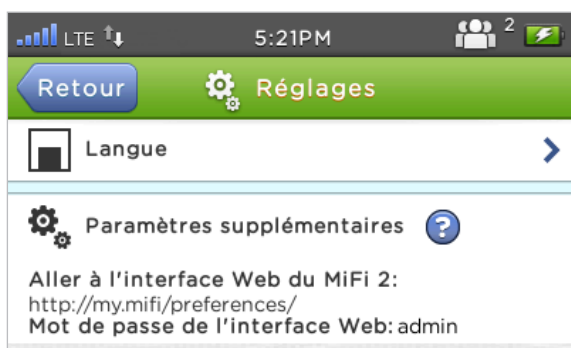 LTE 5:21PM 2
Retour Réglages
Langue
Paramètres supplémentaires ?
Aller à l'interface Web du MiFi 2:
http://my.mifi/preferences/
Mot de passe de l'interface Web: admin